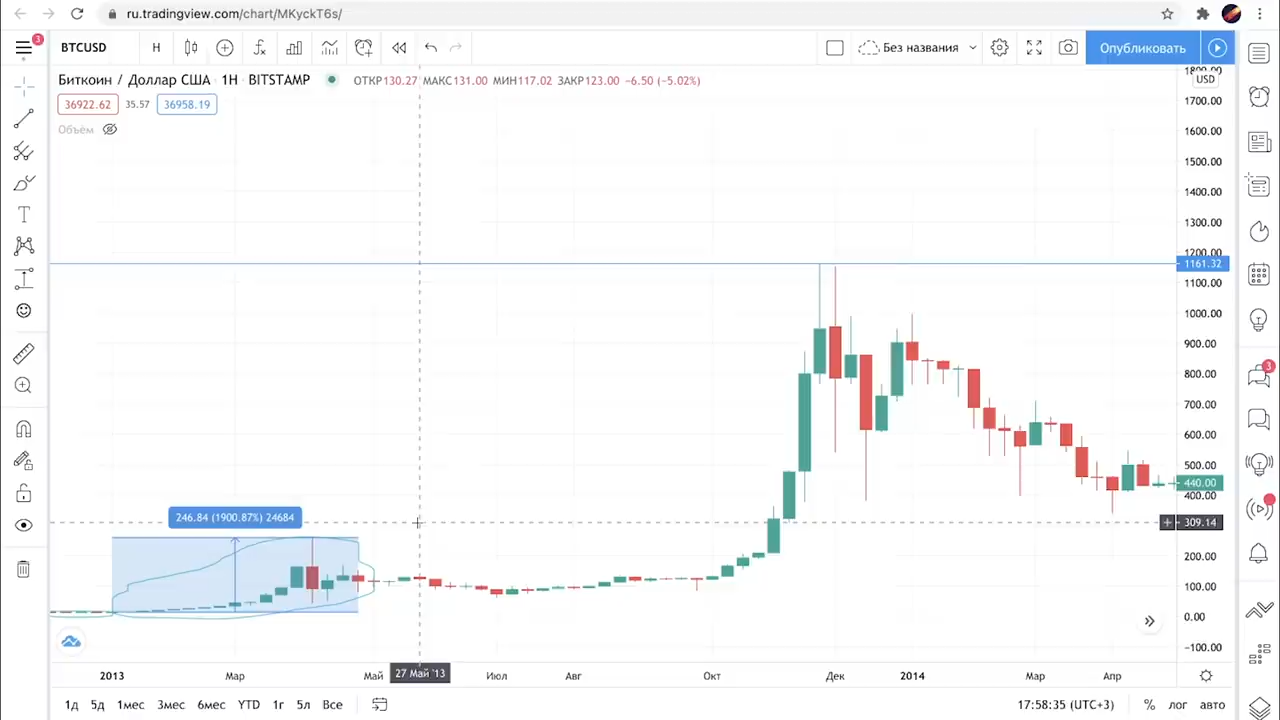 ru.tradingview.com/chart/MKyckT6s/
3 BTCUSD Н Без названия Опубликовать
Биткоин / Доллар США 1Н BITSTAMP ОТКР130.27 МАКС131.00 МИН117.02 ЗАКР123.00 −6.50 (−5.02%)
1800.00
USD
36922.62 35.57 36958.19
1700.00
Объём
1600.00
1500.00
1400.00
1300.00
1200.00
1161.32
1100.00
1000.00
900.00
800.00
3
700.00
600.00
500.00
440.00
400.00
246.84 (1900.87%) 24684
309.14
200.00
100.00
0.00
−100.00
2013 Мар Май 27 Май '13 Июл Авг Окт Дек 2014 Мар Апр
1д 5д 1мес 3мес 6мес YTD 1г 5л Все 17:58:35 (UTC+3) % лог авто